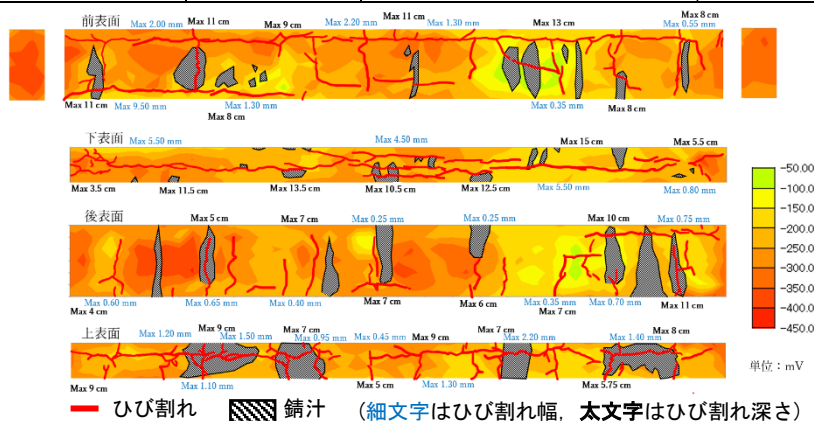 前表面 Max 2.00 mm Max 11 cm Max 9 cm Max 2.20 mm Max 11 cm Max 1.30 mm Max 13 cm Max 8 cm Max 0.55 mm
Max 11 cm Max 9.50 mm Max 8 cm Max 1.30 mm Max 0.35 mm Max 8 cm
下表面 Max 5.50 mm Max 4.50 mm Max 15 cm Max 5.5 cm
Max 3.5 cm Max 11.5 cm Max 13.5 cm Max 10.5 cm Max 12.5 cm Max 5.50 mm Max 0.80 mm
後表面 Max 5 cm Max 7 cm Max 0.25 mm Max 0.25 mm Max 10 cm Max 0.75 mm
Max 4 cm Max 0.60 mm Max 0.65 mm Max 0.40 mm Max 7 cm Max 6 cm Max 0.35 mm Max 7 cm Max 0.70 mm Max 11 cm
上表面 Max 1.20 mm Max 9 cm Max 1.50 mm Max 7 cm Max 0.95 mm Max 0.45 mm Max 9 cm Max 7 cm Max 2.20 mm Max 1.40 mm Max 8 cm
Max 9 cm Max 1.10 mm Max 5 cm Max 1.30 mm Max 5.75 cm
-50.00
-100.00
-150.00
-200.00
-250.00
-300.00
-350.00
-400.00
-450.00
単位：mV
ひび割れ 錆汁 （細文字はひび割れ幅，太文字はひび割れ深さ）